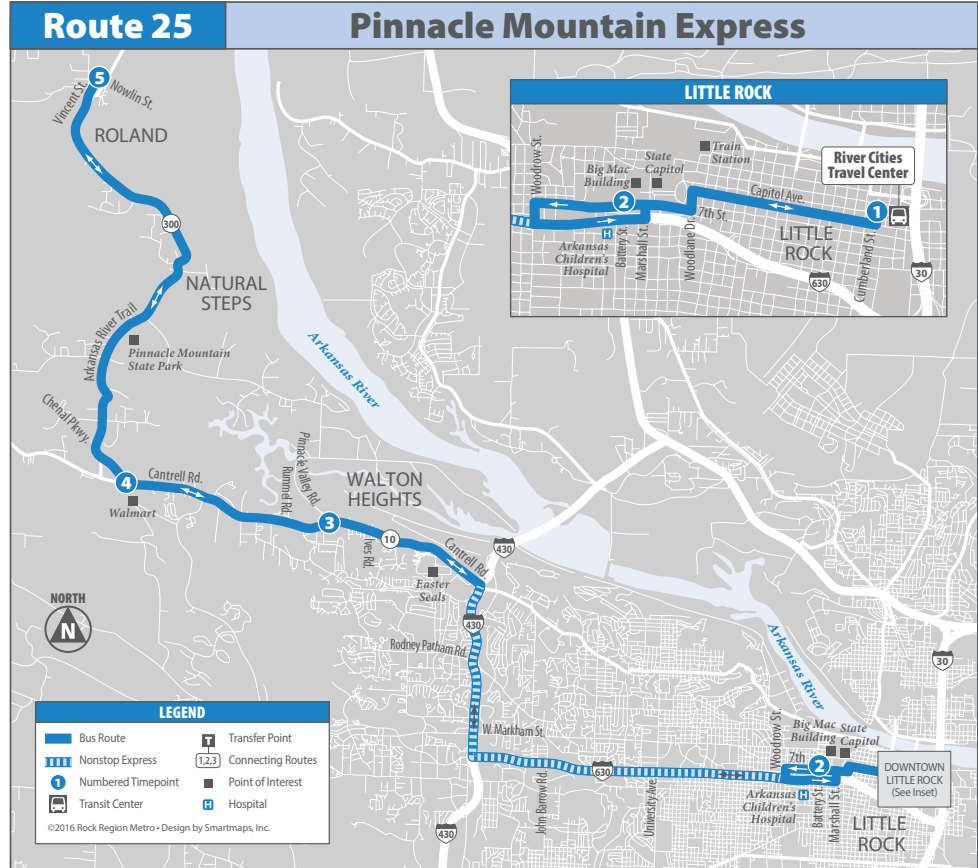 Route 25
Pinnacle Mountain Express
5
Vincent St.
Nowlin St.
ROLAND
300
NATURAL
STEPS
Arkansas River Trail
Pinnacle Mountain
State Park
Chenal Pkwy.
4
Cantrell Rd.
Walmart
Rummel Rd.
Pinnacle Valley Rd.
3
WALTON
HEIGHTS
Ives Rd.
10
Cantrell Rd.
Easter
Seals
430
430
Rodney Parham Rd.
W. Markham St.
630
John Barrow Rd.
University Ave.
430
Arkansas River
Arkansas River
30
Woodrow St.
7th
2
Big Mac
Building
State
Capitol
Arkansas
Children's
Hospital
H
Battery St.
Marshall St.
DOWNTOWN
LITTLE ROCK
(See Inset)
LITTLE
ROCK
LITTLE ROCK
Woodrow St.
Big Mac
Building
State
Capitol
Train
Station
River Cities
Travel Center
2
Capitol Ave.
1
7th St.
H
Arkansas
Children's
Hospital
Battery St.
Marshall St.
Woodlane Dr.
LITTLE
ROCK
Cumberland St.
630
30
NORTH
N
LEGEND
Bus Route
Nonstop Express
1 Numbered Timepoint
Transit Center
T Transfer Point
1,2,3 Connecting Routes
Point of Interest
H Hospital
©2016 Rock Region Metro • Design by Smartmaps, Inc.